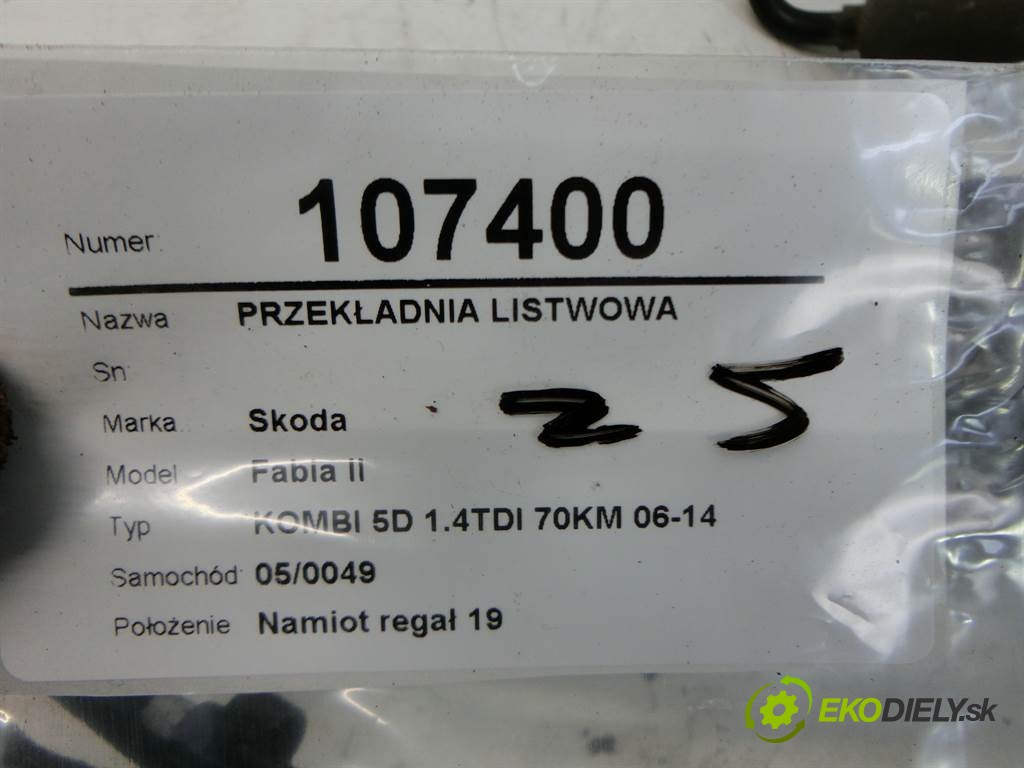 Numer: 107400
Nazwa PRZEKŁADNIA LISTWOWA
Sn
25
Marka Skoda
Model Fabia II
Typ KOMBI 5D 1.4TDI 70KM 06-14
Samochód 05/0049
Położenie Namiot regał 19
EKODIELY.sk